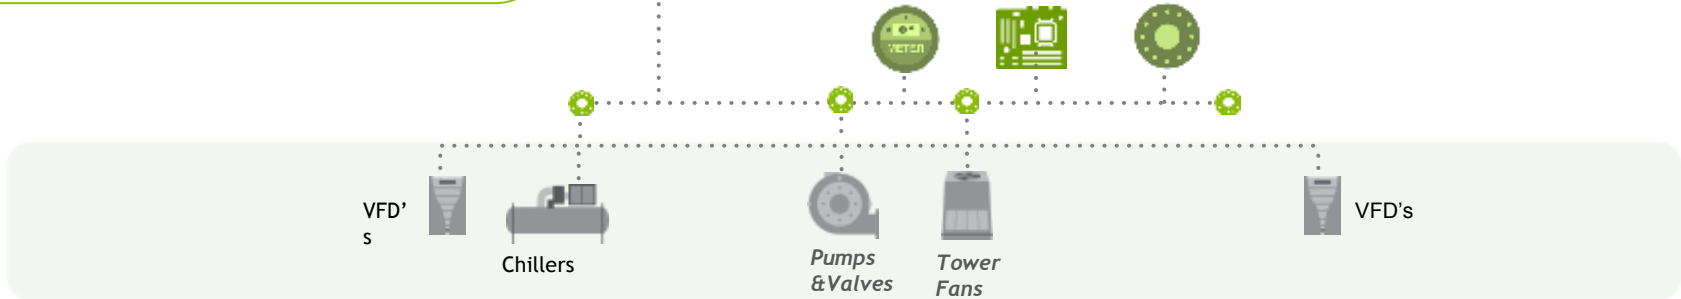 METER
VFD’
s
Chillers
Pumps
&Valves
Tower
Fans
VFD’s